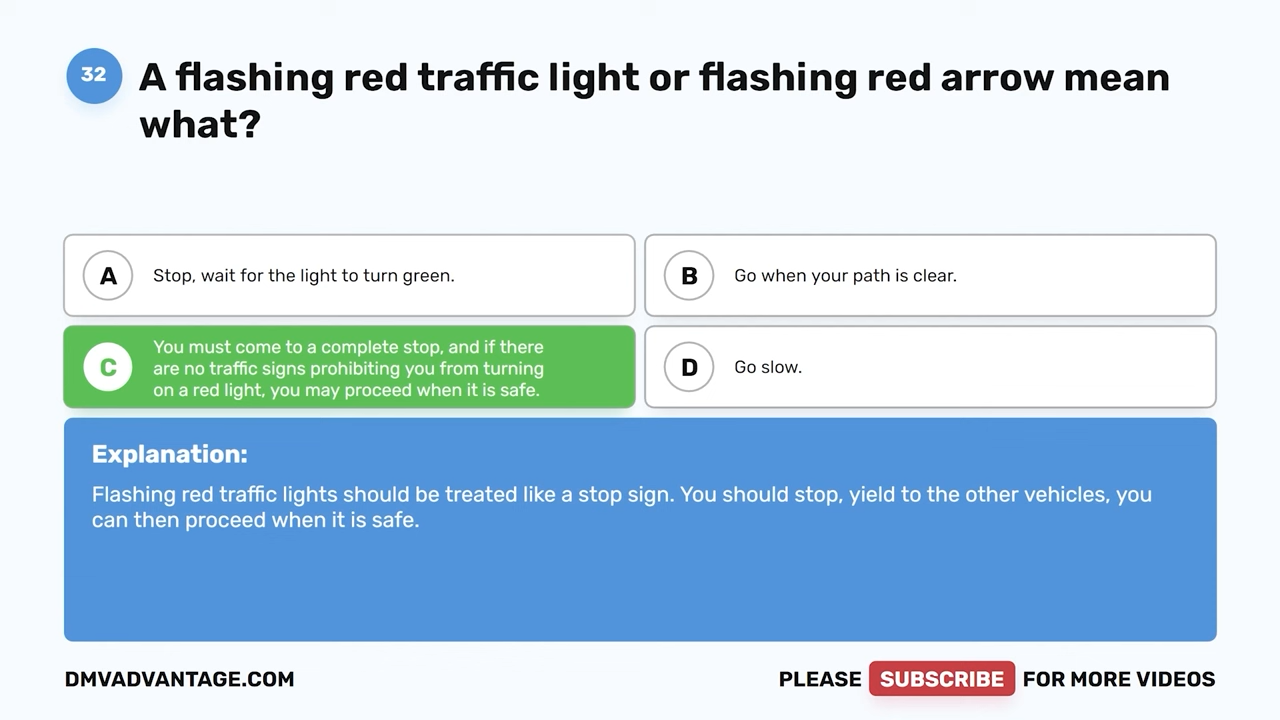 32
A flashing red traffic light or flashing red arrow mean
what?
A
Stop, wait for the light to turn green.
B
Go when your path is clear.
C
You must come to a complete stop, and if there
are no traffic signs prohibiting you from turning
on a red light, you may proceed when it is safe.
D
Go slow.
Explanation:
Flashing red traffic lights should be treated like a stop sign. You should stop, yield to the other vehicles, you
can then proceed when it is safe.
DMVADVANTAGE.COM
PLEASE SUBSCRIBE FOR MORE VIDEOS